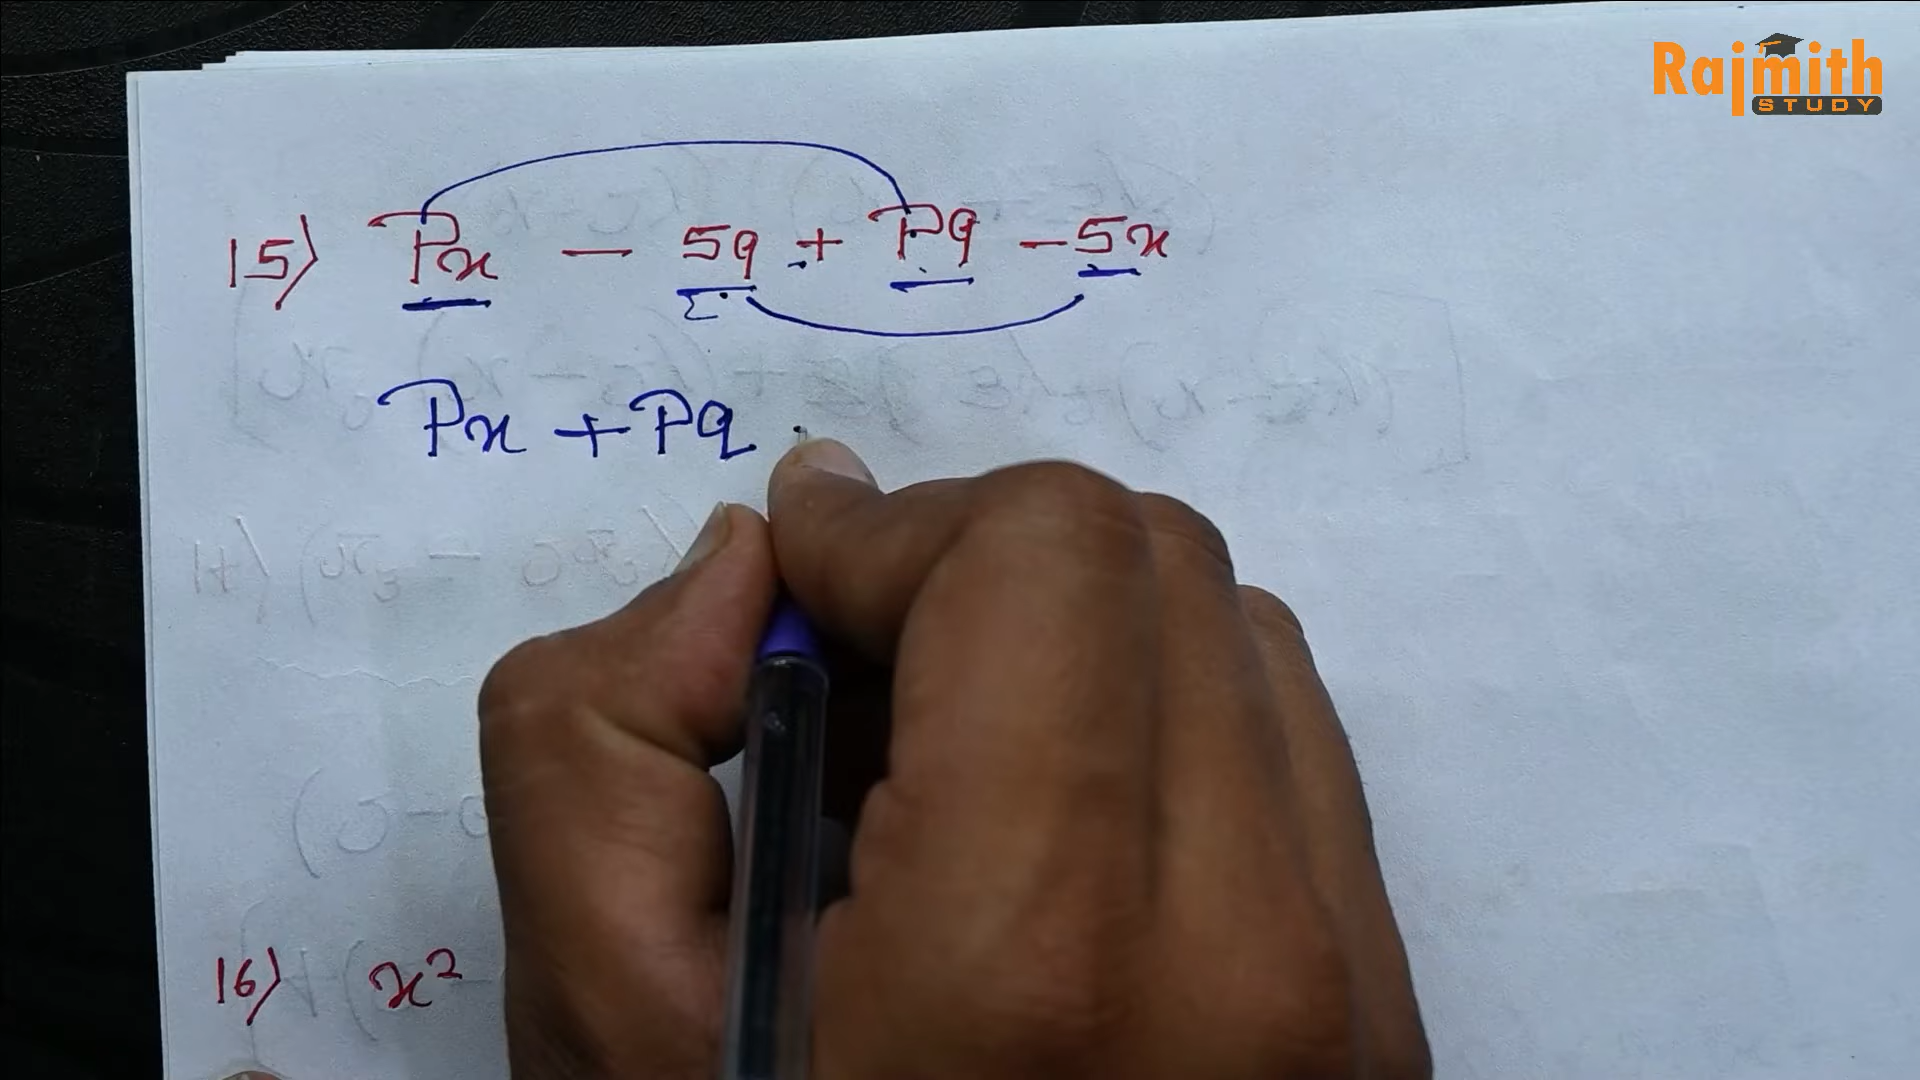 Rajmith
STUDY
15) Px - 5q + Pq - 5x
Px + Pq
16) x²